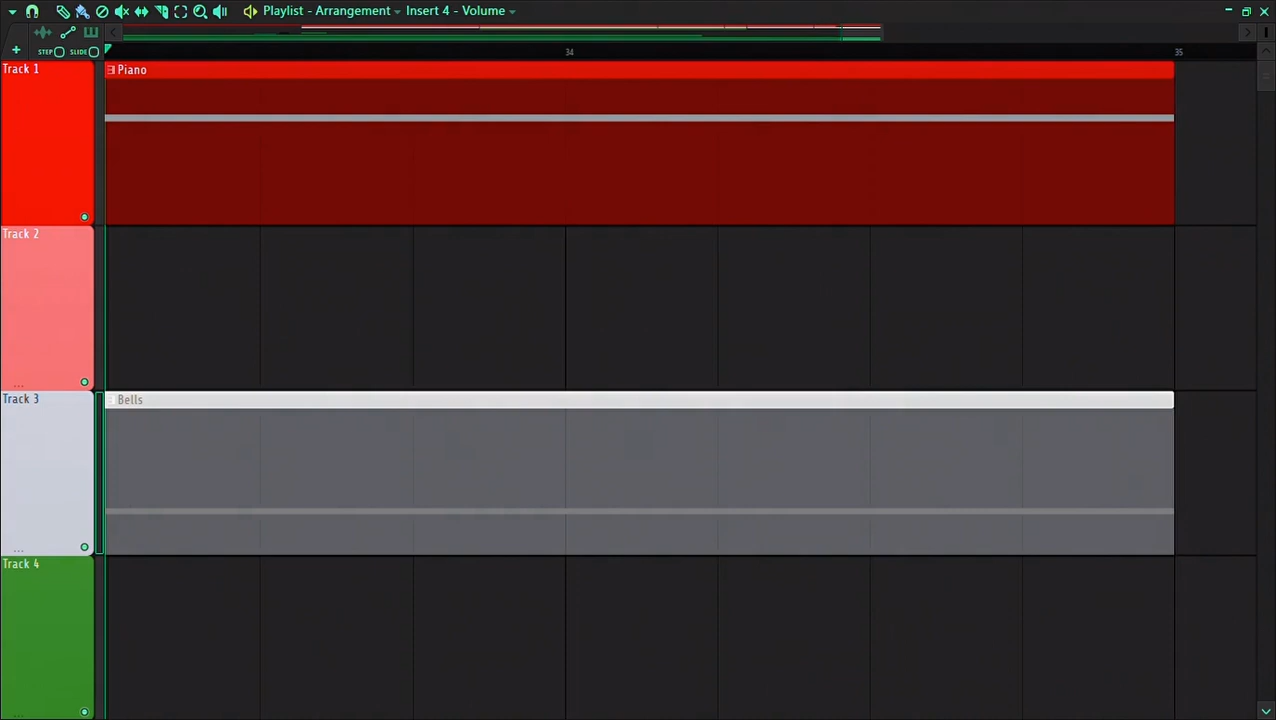 Playlist - Arrangement Insert 4 - Volume
STEP SLIDE 34 35
Track 1
Piano
Track 2
...
Track 3
Bells
...
Track 4
...